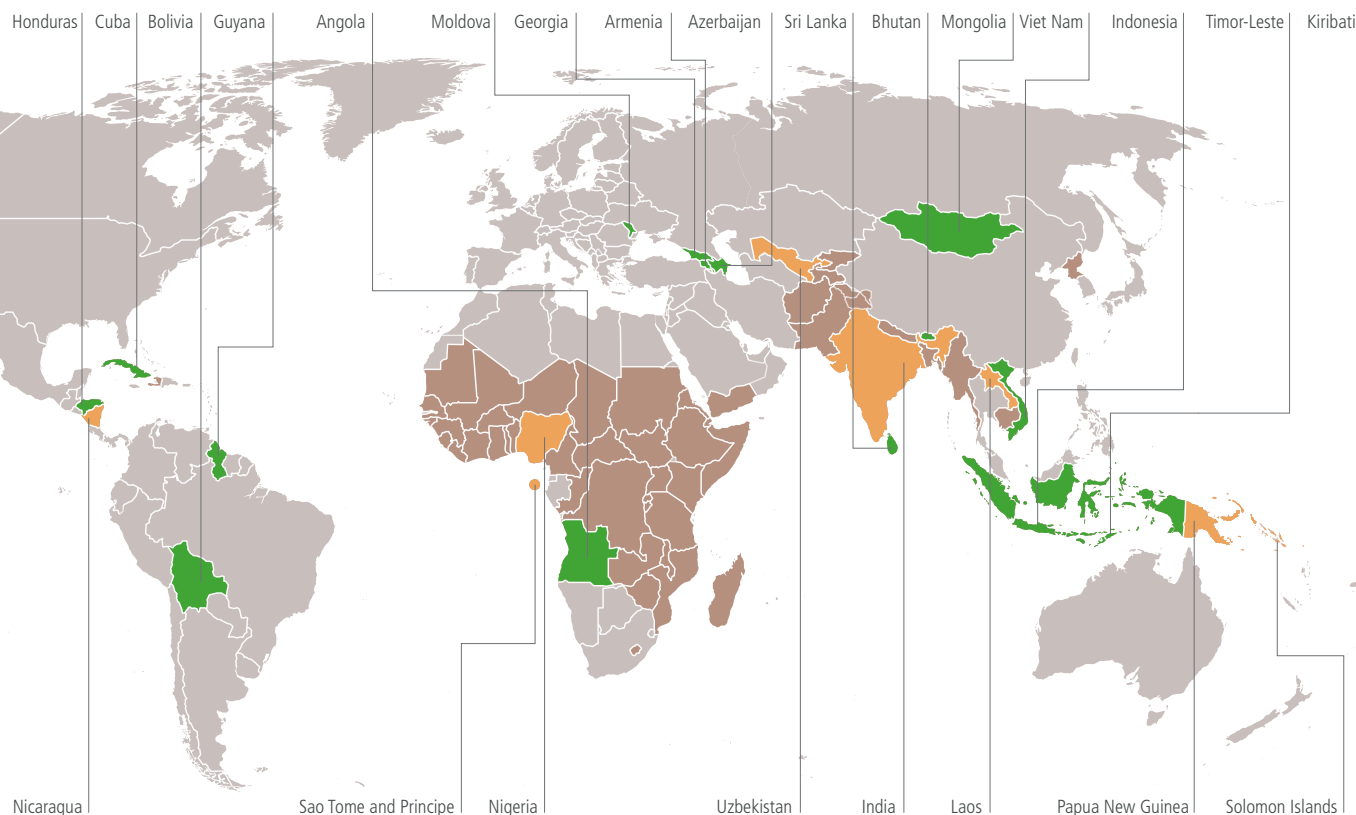 Honduras Cuba Bolivia Guyana Angola Moldova Georgia Armenia Azerbaijan Sri Lanka Bhutan Mongolia Viet Nam Indonesia Timor-Leste Kiribati
Nicaragua Sao Tome and Principe Nigeria Uzbekistan India Laos Papua New Guinea Solomon Islands